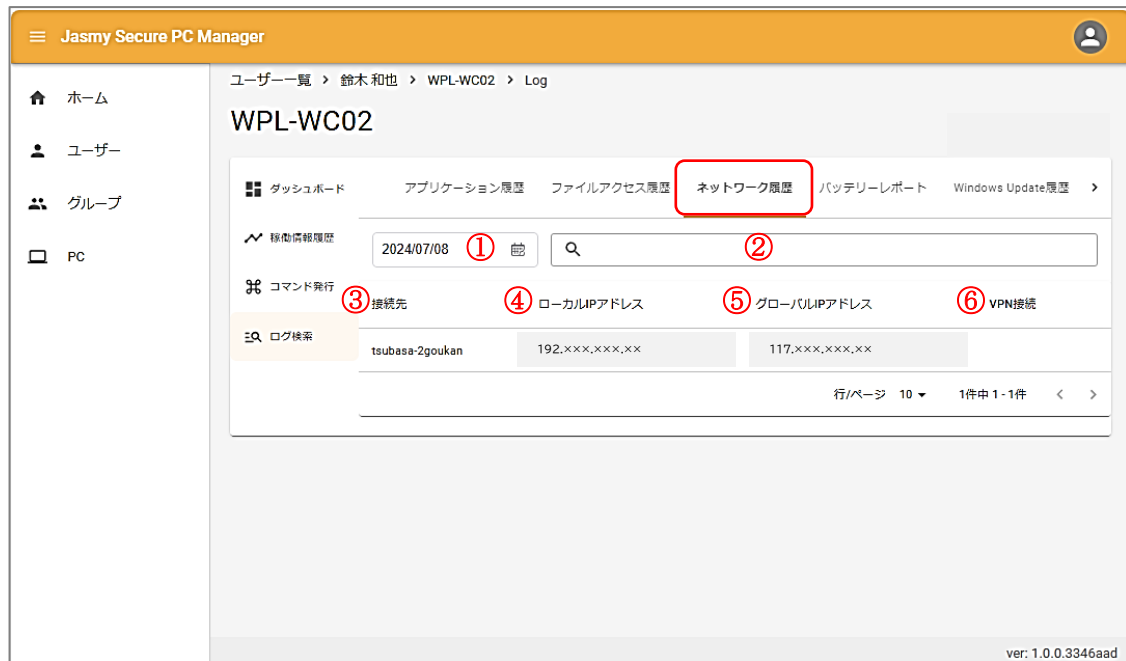 Jasmy Secure PC Manager
ホーム
ユーザー
グループ
PC
ユーザー一覧 > 鈴木 和也 > WPL-WC02 > Log
WPL-WC02
ダッシュボード
稼働情報履歴
コマンド発行
ログ検索
アプリケーション履歴 ファイルアクセス履歴 ネットワーク履歴 バッテリーレポート Windows Update履歴 >
2024/07/08 ① ②
③ 接続先 ④ ローカルIPアドレス ⑤ グローバルIPアドレス ⑥ VPN接続
tsubasa-2goukan 192.×××.×××.×× 117.×××.×××.××
行/ページ 10 1件中 1 - 1件 < >
ver: 1.0.0.3346aad